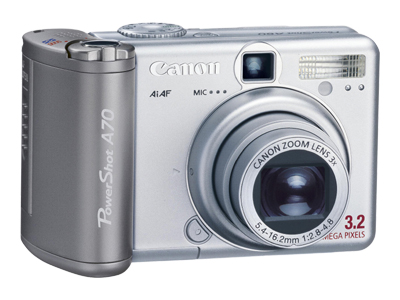 Canon
AiAF
MIC
PowerShot A70
CANON ZOOM LENS 3x
5.4-16.2mm 1:2.8-4.8
3.2
MEGA PIXELS